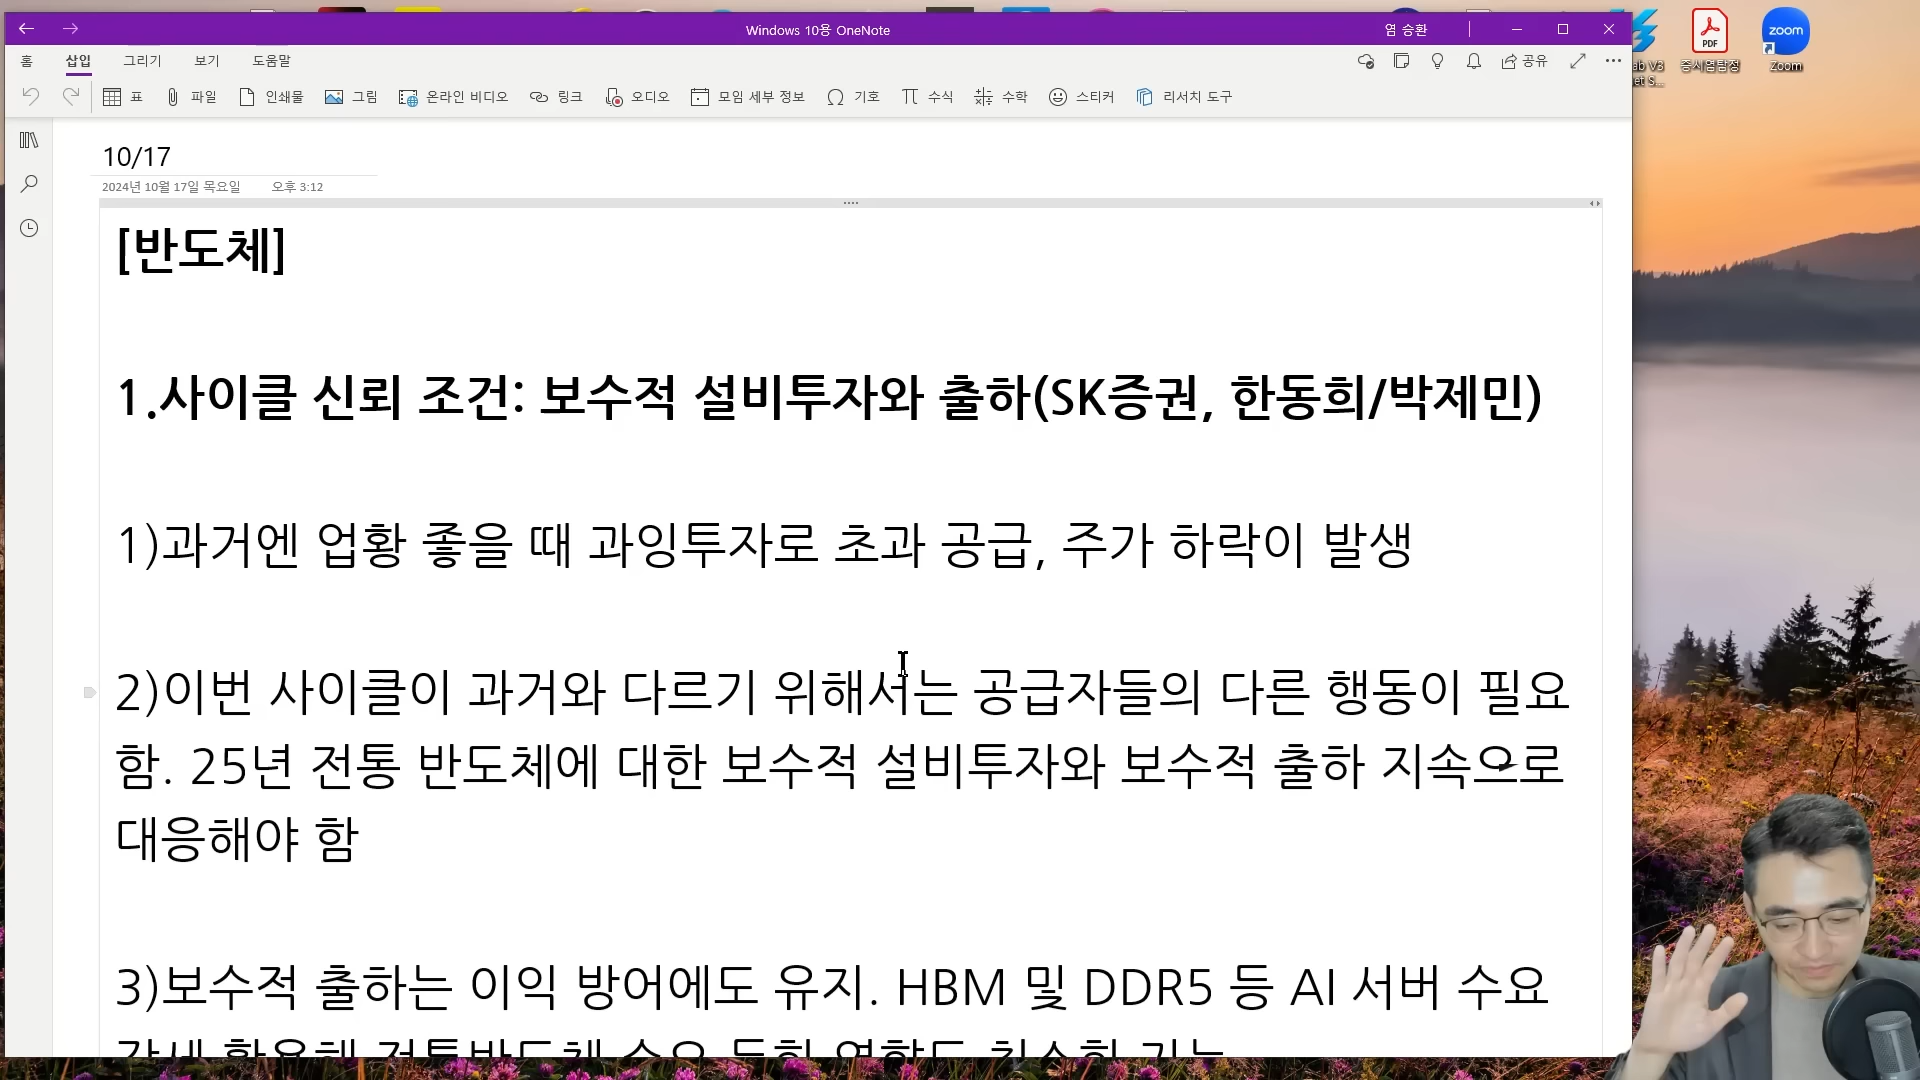 Windows 10용 OneNote
염 승환
홈 삽입 그리기 보기 도움말
공유
표 파일 인쇄물 그림 온라인 비디오 링크 오디오 모임 세부 정보 기호 수식 수학 스티커 리서치 도구
ab V3
et S...
PDF
증시염탐정
zoom
Zoom
10/17
2024년 10월 17일 목요일 오후 3:12
[반도체]
1.사이클 신뢰 조건: 보수적 설비투자와 출하(SK증권, 한동희/박제민)
1)과거엔 업황 좋을 때 과잉투자로 초과 공급, 주가 하락이 발생
2)이번 사이클이 과거와 다르기 위해서는 공급자들의 다른 행동이 필요
함. 25년 전통 반도체에 대한 보수적 설비투자와 보수적 출하 지속으로
대응해야 함
3)보수적 출하는 이익 방어에도 유지. HBM 및 DDR5 등 AI 서버 수요